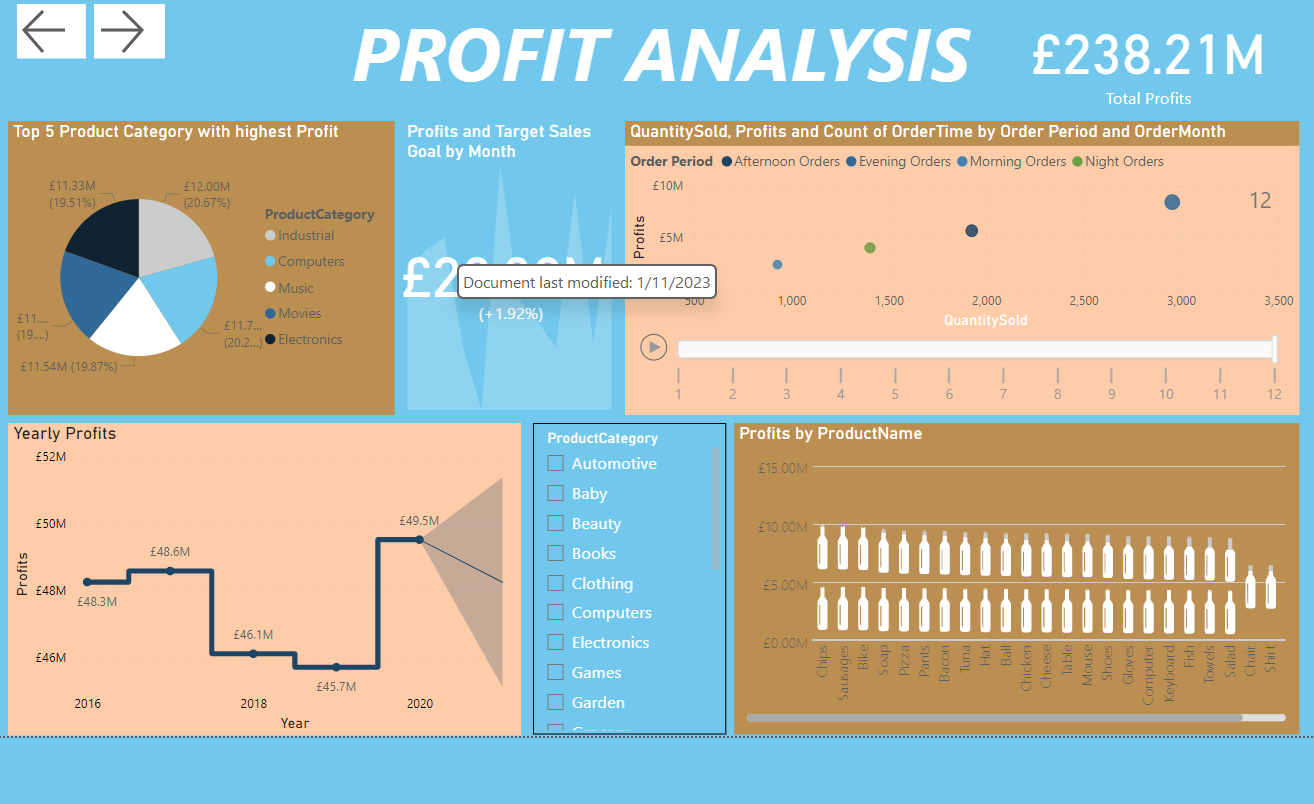 PROFIT ANALYSIS
£238.21M
Total Profits
Top 5 Product Category with highest Profit
£11.33M
(19.51%)
£12.00M
(20.67%)
£11....
(19....)
£11.7...
(20.2...)
£11.54M (19.87%)
ProductCategory
Industrial
Computers
Music
Movies
Electronics
Profits and Target Sales
Goal by Month
Document last modified: 1/11/2023
(+1.92%)
QuantitySold, Profits and Count of OrderTime by Order Period and OrderMonth
Order Period Afternoon Orders Evening Orders Morning Orders Night Orders
£10M
£5M
Profits
12
500 1,000 1,500 2,000 2,500 3,000 3,500
QuantitySold
1 2 3 4 5 6 7 8 9 10 11 12
Yearly Profits
£52M
£50M
£48M
£46M
Profits
£48.3M
£48.6M
£46.1M
£45.7M
£49.5M
2016 2018 2020
Year
ProductCategory
Automotive
Baby
Beauty
Books
Clothing
Computers
Electronics
Games
Garden
Profits by ProductName
£15.00M
£10.00M
£5.00M
£0.00M
Chips
Sausages
Bike
Soap
Pizza
Pants
Bacon
Tuna
Hat
Ball
Chicken
Cheese
Table
Mouse
Shoes
Gloves
Computer
Keyboard
Fish
Towels
Salad
Chair
Shirt